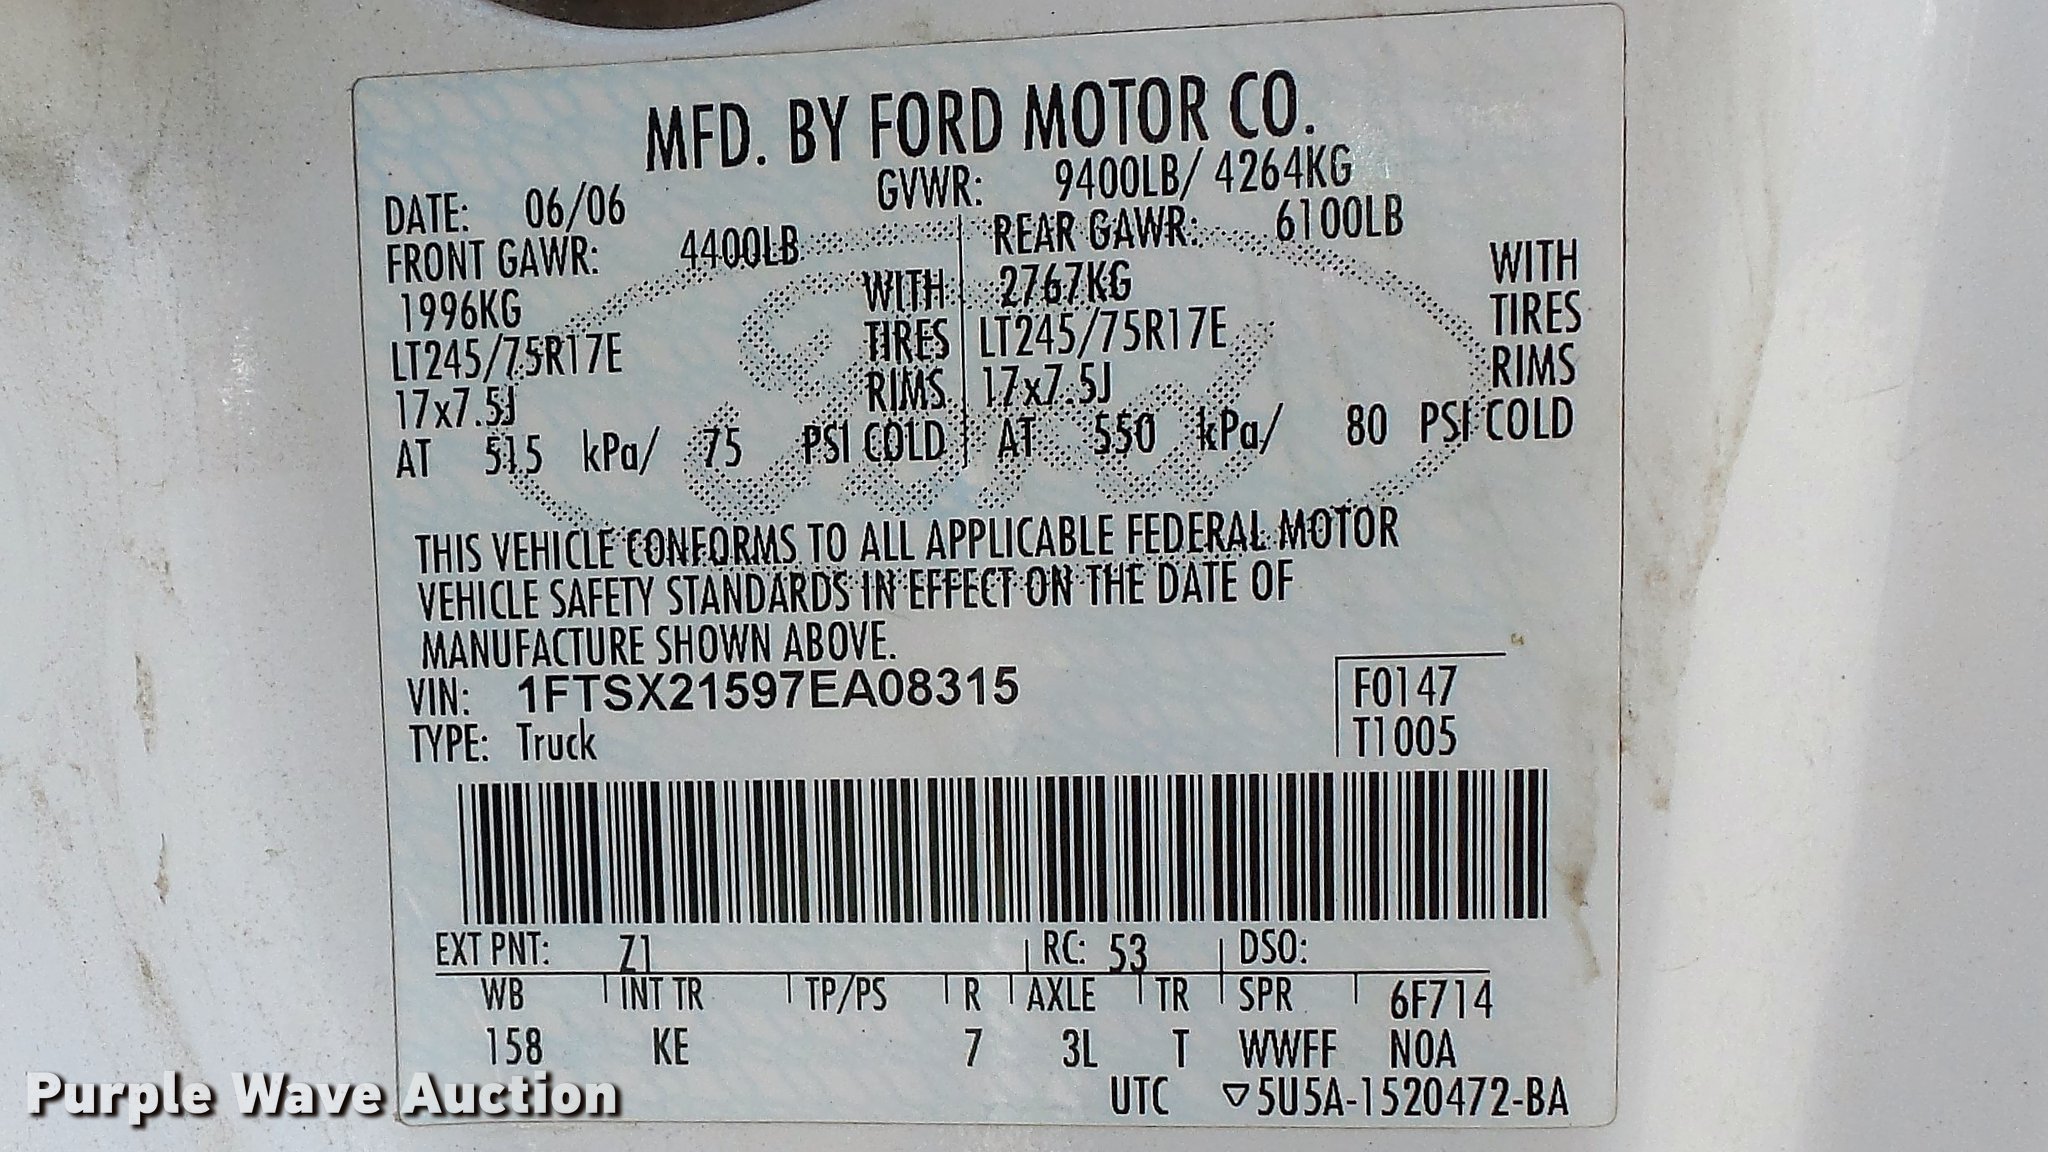 MFD. BY FORD MOTOR CO.
DATE: 06/06 GVWR: 9400LB/ 4264KG
FRONT GAWR: 4400LB REAR GAWR: 6100LB
1996KG WITH 2767KG WITH
LT245/75R17E TIRES LT245/75R17E TIRES
17x7.5J RIMS 17x7.5J RIMS
AT 515 kPa/ 75 PSI COLD AT 550 kPa/ 80 PSI COLD
Ford
THIS VEHICLE CONFORMS TO ALL APPLICABLE FEDERAL MOTOR
VEHICLE SAFETY STANDARDS IN EFFECT ON THE DATE OF
MANUFACTURE SHOWN ABOVE.
VIN: 1FTSX21597EA08315 F0147
TYPE: Truck T1005
EXT PNT: Z1 RC: 53 DSO:
WB INT TR TP/PS R AXLE TR SPR 6F714
158 KE 7 3L T WWFF NOA
UTC ▽5U5A-1520472-BA
Purple Wave Auction